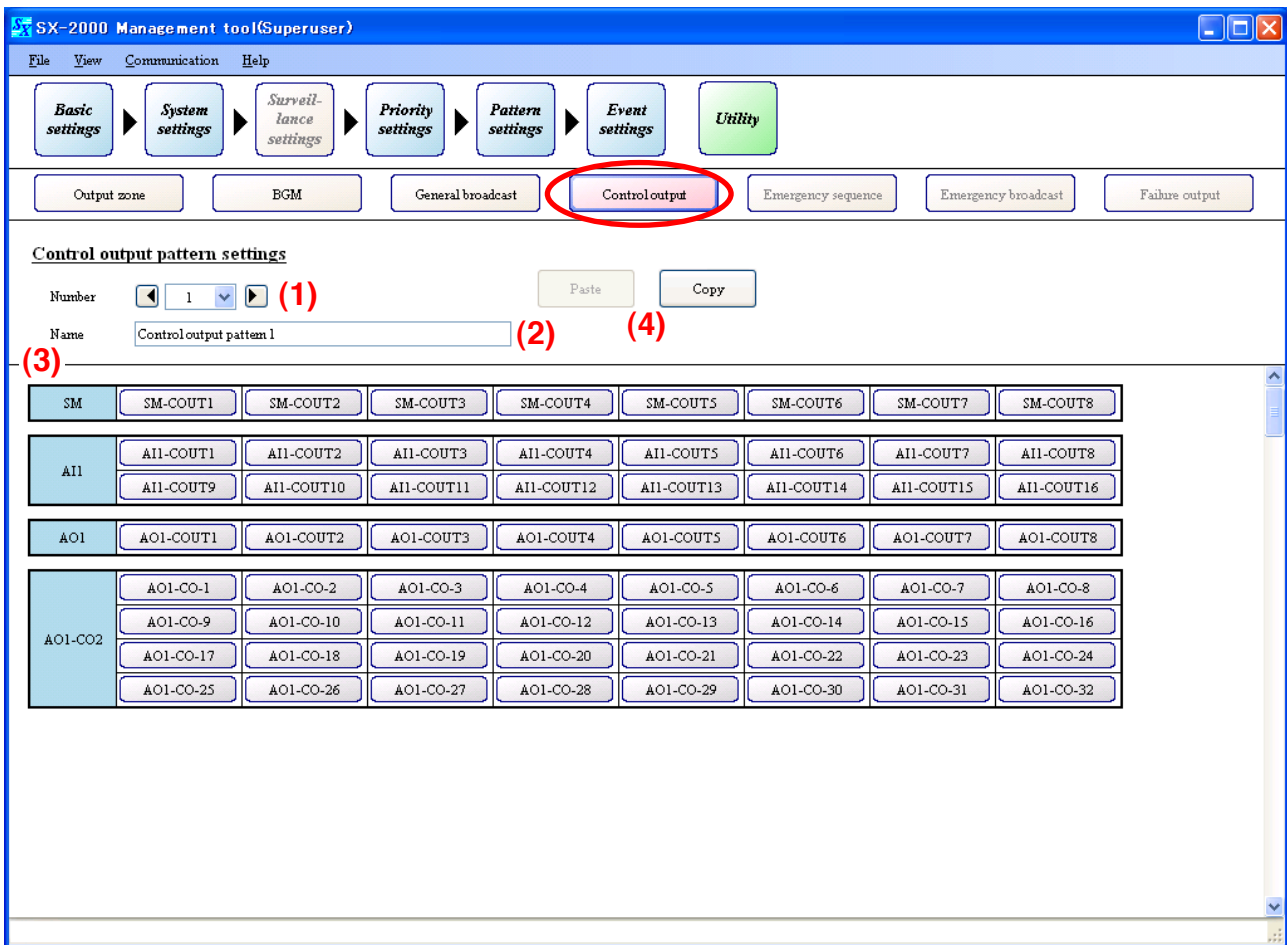 SX-2000 Management tool(Superuser)
File View Communication Help
Basic settings
System settings
Surveil-lance settings
Priority settings
Pattern settings
Event settings
Utility
Output zone BGM General broadcast Control output Emergency sequence Emergency broadcast Failure output
Control output pattern settings
Number 1 (1) Paste Copy
Name Control output pattern 1 (2) (4)
(3)
SM SM-COUT1 SM-COUT2 SM-COUT3 SM-COUT4 SM-COUT5 SM-COUT6 SM-COUT7 SM-COUT8
AI1 AI1-COUT1 AI1-COUT2 AI1-COUT3 AI1-COUT4 AI1-COUT5 AI1-COUT6 AI1-COUT7 AI1-COUT8
AI1-COUT9 AI1-COUT10 AI1-COUT11 AI1-COUT12 AI1-COUT13 AI1-COUT14 AI1-COUT15 AI1-COUT16
AO1 AO1-COUT1 AO1-COUT2 AO1-COUT3 AO1-COUT4 AO1-COUT5 AO1-COUT6 AO1-COUT7 AO1-COUT8
AO1-CO2 AO1-CO-1 AO1-CO-2 AO1-CO-3 AO1-CO-4 AO1-CO-5 AO1-CO-6 AO1-CO-7 AO1-CO-8
AO1-CO-9 AO1-CO-10 AO1-CO-11 AO1-CO-12 AO1-CO-13 AO1-CO-14 AO1-CO-15 AO1-CO-16
AO1-CO-17 AO1-CO-18 AO1-CO-19 AO1-CO-20 AO1-CO-21 AO1-CO-22 AO1-CO-23 AO1-CO-24
AO1-CO-25 AO1-CO-26 AO1-CO-27 AO1-CO-28 AO1-CO-29 AO1-CO-30 AO1-CO-31 AO1-CO-32